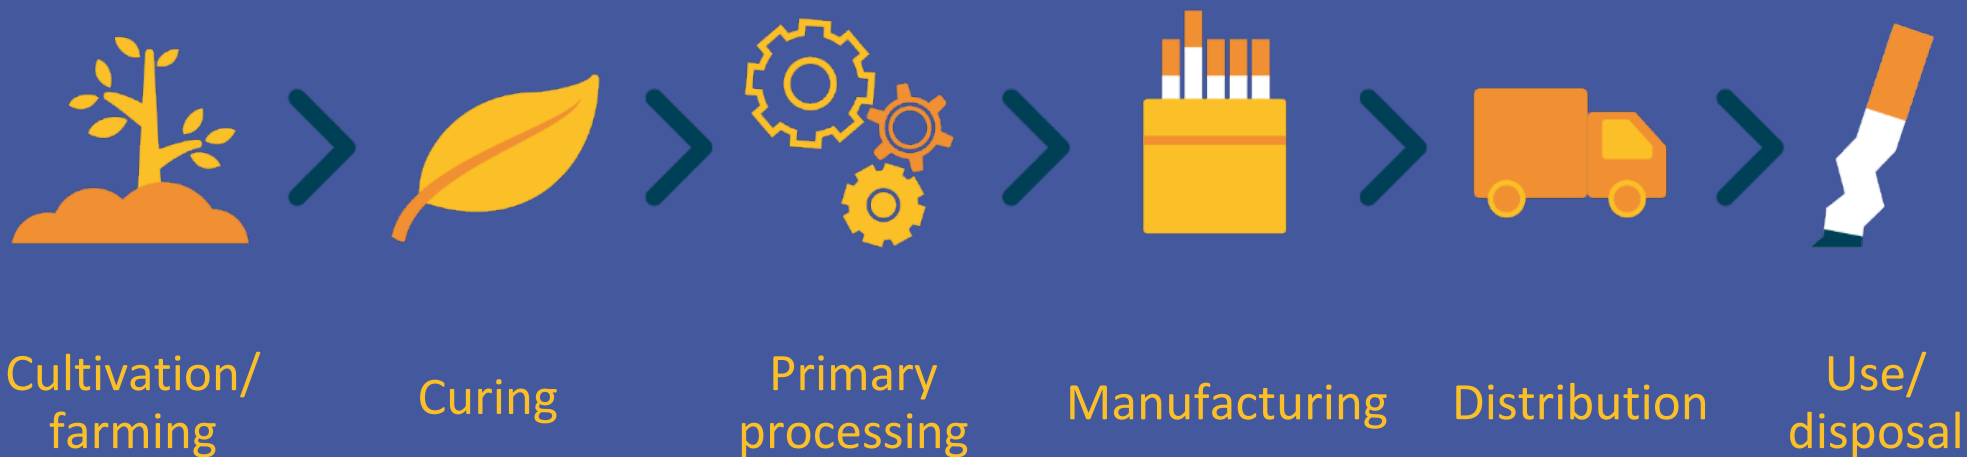 Cultivation/
farming
Curing
Primary
processing
Manufacturing
Distribution
Use/
disposal